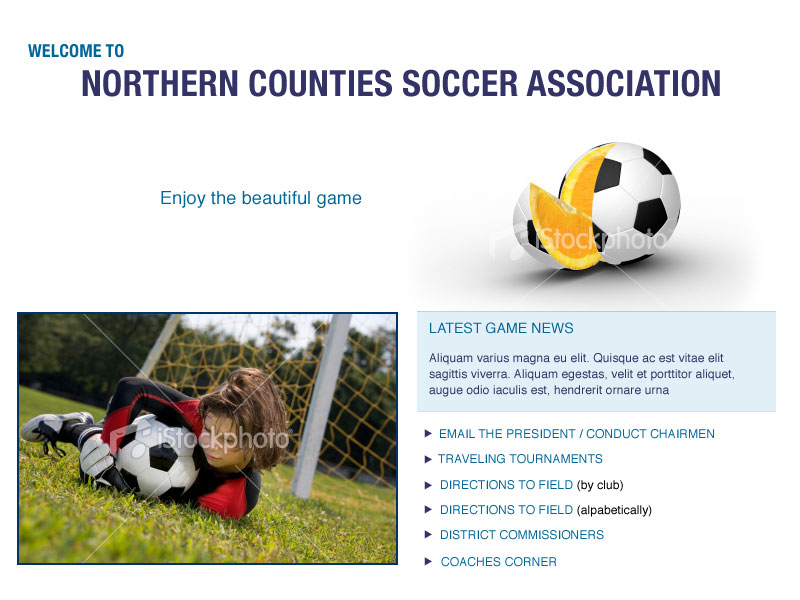 WELCOME TO
NORTHERN COUNTIES SOCCER ASSOCIATION
Enjoy the beautiful game
iStockphoto
LATEST GAME NEWS
Aliquam varius magna eu elit. Quisque ac est vitae elit
sagittis viverra. Aliquam egestas, velit et porttitor aliquet,
augue odio iaculis est, hendrerit ornare urna
iStockphoto
EMAIL THE PRESIDENT / CONDUCT CHAIRMEN
TRAVELING TOURNAMENTS
DIRECTIONS TO FIELD (by club)
DIRECTIONS TO FIELD (alpabetically)
DISTRICT COMMISSIONERS
COACHES CORNER